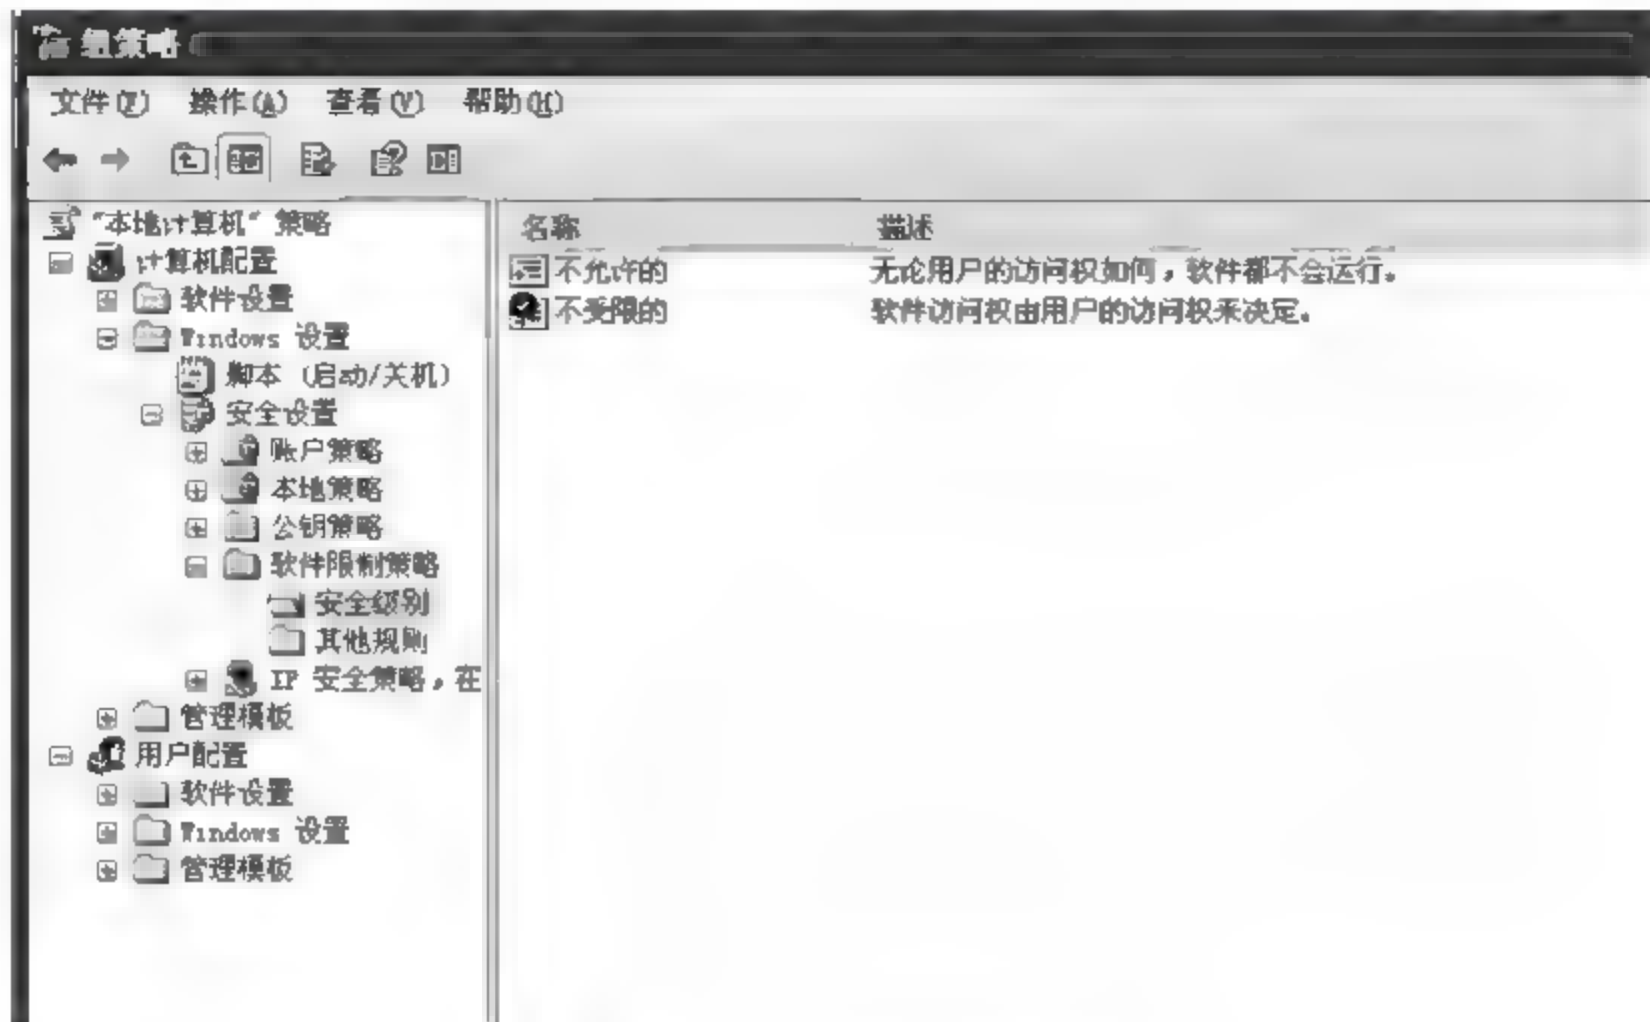 组策略
文件(F) 操作(A) 查看(V) 帮助(H)
“本地计算机” 策略
计算机配置
软件设置
Windows 设置
脚本 (启动/关机)
安全设置
账户策略
本地策略
公钥策略
软件限制策略
安全级别
其他规则
IP 安全策略，在
管理模板
用户配置
软件设置
Windows 设置
管理模板
名称 描述
不允许的 无论用户的访问权如何，软件都不会运行。
不受限的 软件访问权由用户的访问权来决定。